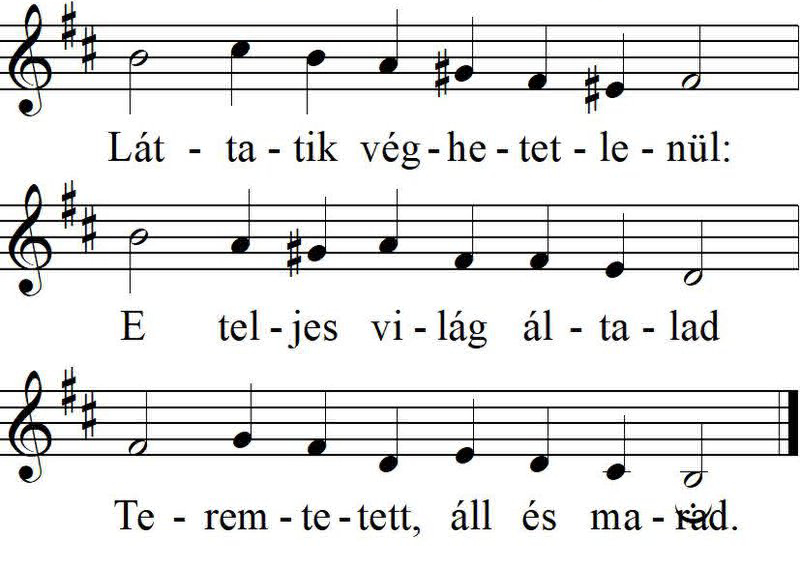 Lát - ta - tik vég - he - tet - le - nül:
E tel - jes vi - lág ál - ta - lad
Te - rem - te - tett, áll és ma - rad.